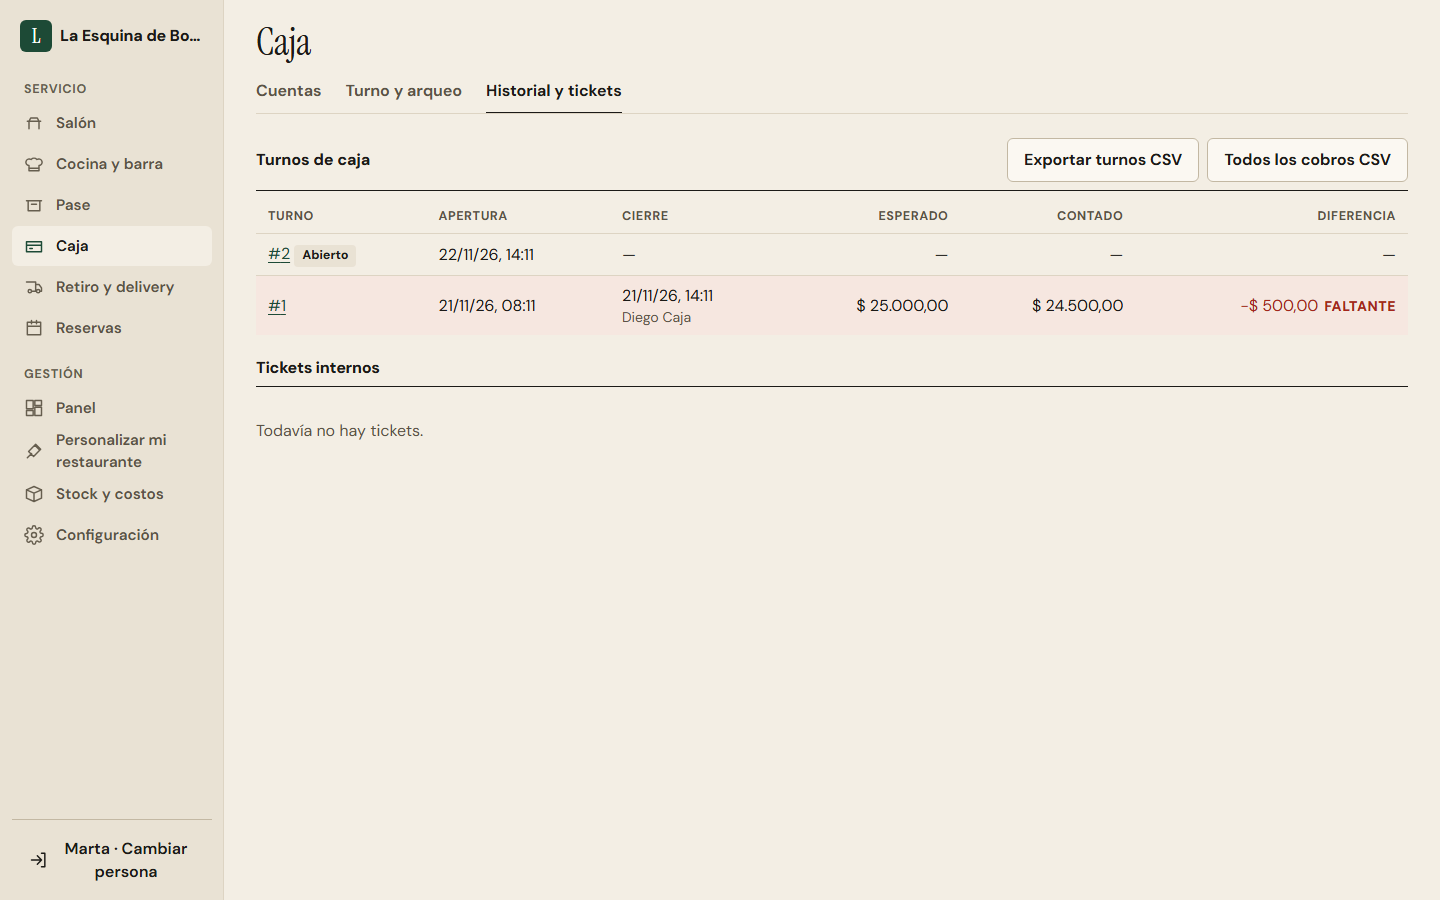 L La Esquina de Bo...
SERVICIO
Salón
Cocina y barra
Pase
Caja
Retiro y delivery
Reservas
GESTIÓN
Panel
Personalizar mi
restaurante
Stock y costos
Configuración
Marta · Cambiar
persona
Caja
Cuentas Turno y arqueo Historial y tickets
Turnos de caja Exportar turnos CSV Todos los cobros CSV
TURNO APERTURA CIERRE ESPERADO CONTADO DIFERENCIA
#2 Abierto 22/11/26, 14:11 — — — —
#1 21/11/26, 08:11 21/11/26, 14:11 $ 25.000,00 $ 24.500,00 -$ 500,00 FALTANTE
Diego Caja
Tickets internos
Todavía no hay tickets.